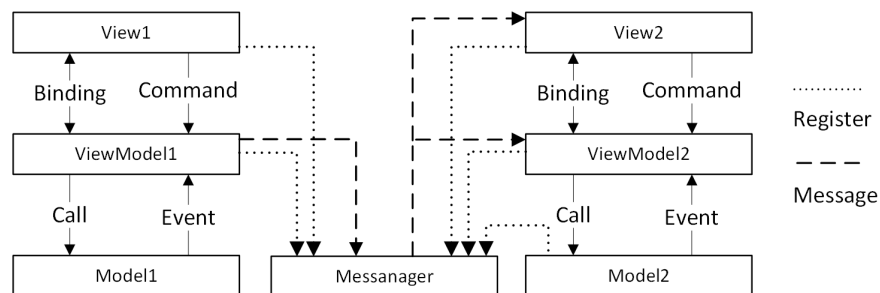 View1
View2
Binding
Command
Binding
Command
Register
ViewModel1
ViewModel2
Message
Call
Event
Call
Event
Model1
Messanager
Model2